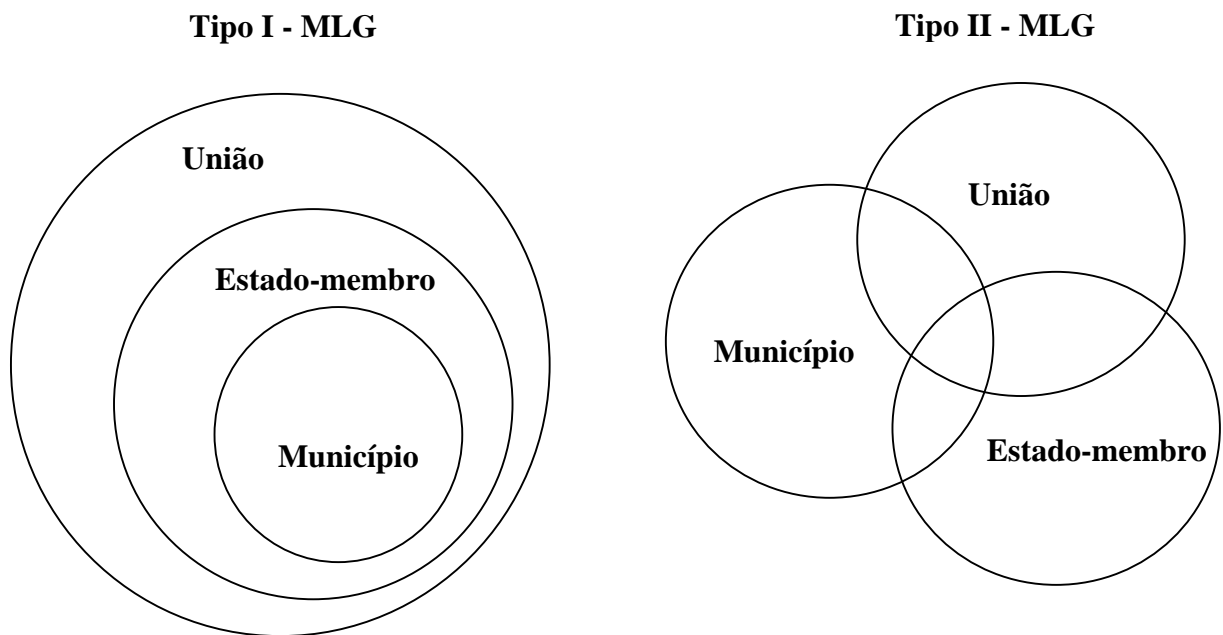 Tipo I - MLG
União
Estado-membro
Município
Tipo II - MLG
União
Município
Estado-membro